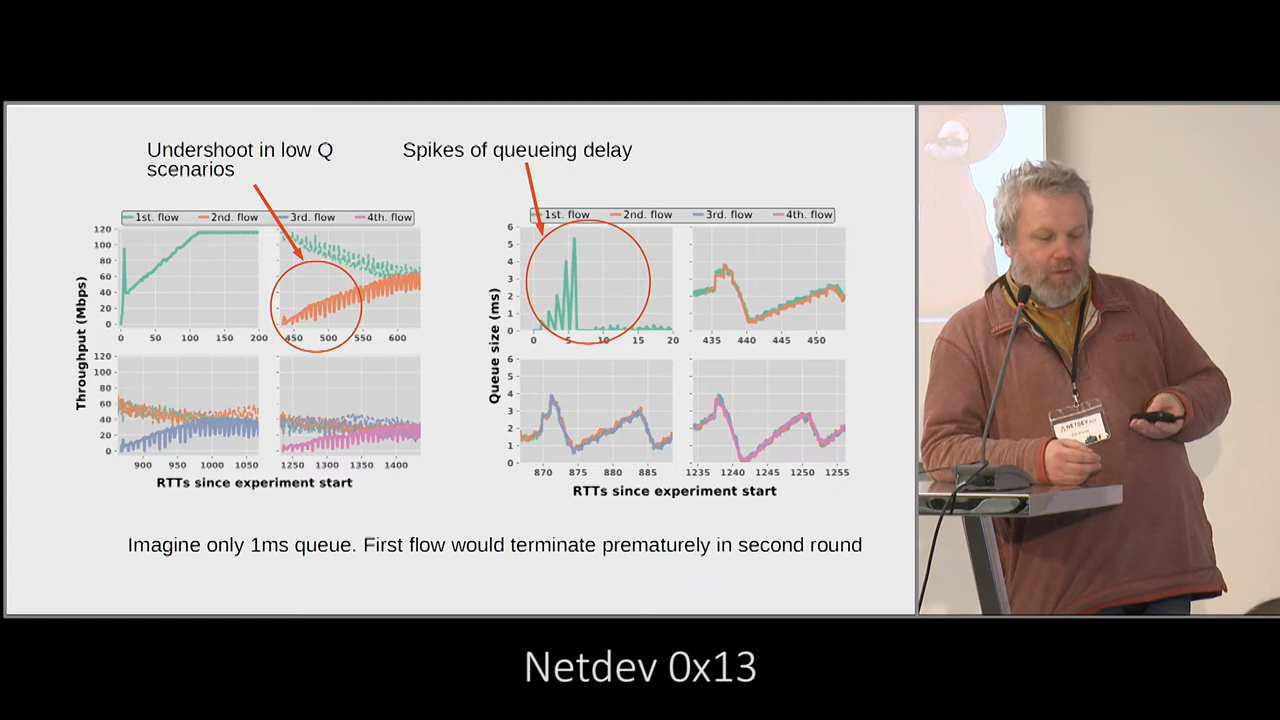 Undershoot in low Q
scenarios
Spikes of queueing delay
1st. flow 2nd. flow 3rd. flow 4th. flow
120
100
80
60
40
20
0
0 50 100 150 200
450 500 550 600
120
100
80
60
40
20
0
900 950 1000 1050
1250 1300 1350 1400
Throughput (Mbps)
RTTs since experiment start
1st. flow 2nd. flow 3rd. flow 4th. flow
6
5
4
3
2
1
0
0 5 10 15 20
435 440 445 450
6
5
4
3
2
1
0
870 875 880 885
1235 1240 1245 1250 1255
Queue size (ms)
RTTs since experiment start
Imagine only 1ms queue. First flow would terminate prematurely in second round
NETDEV
Netdev 0x13